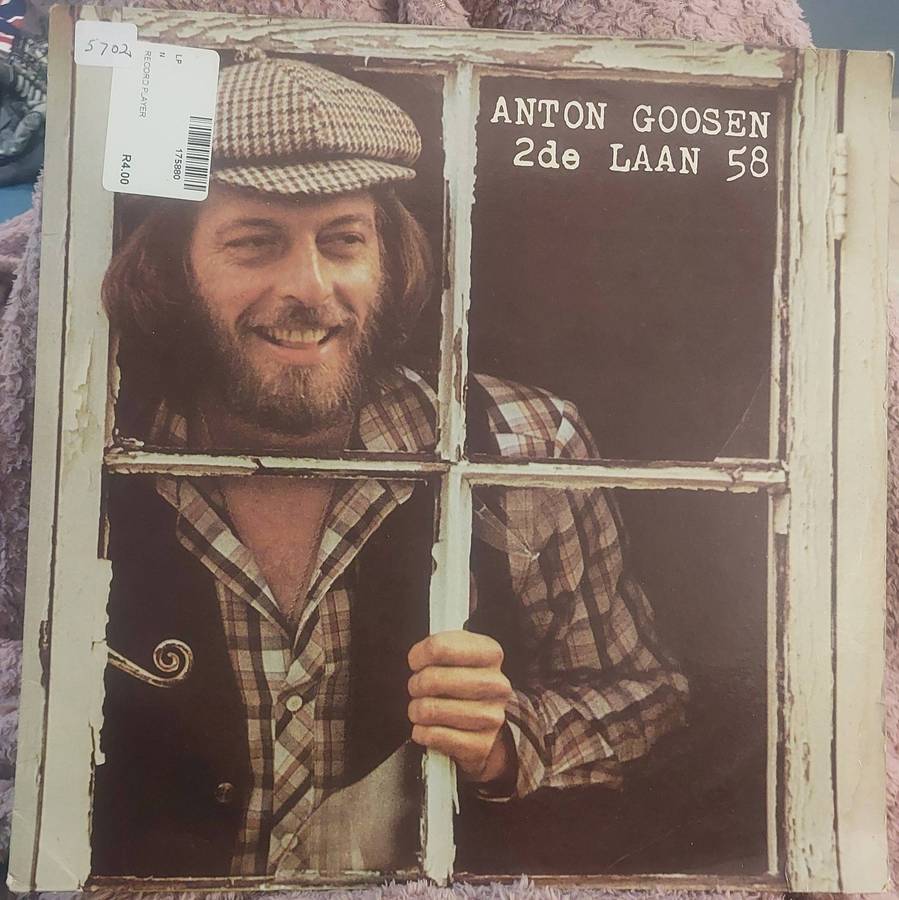 5702
LP
N
RECORD PLAYER
175880
R4.00
ANTON GOOSEN
2de LAAN 58